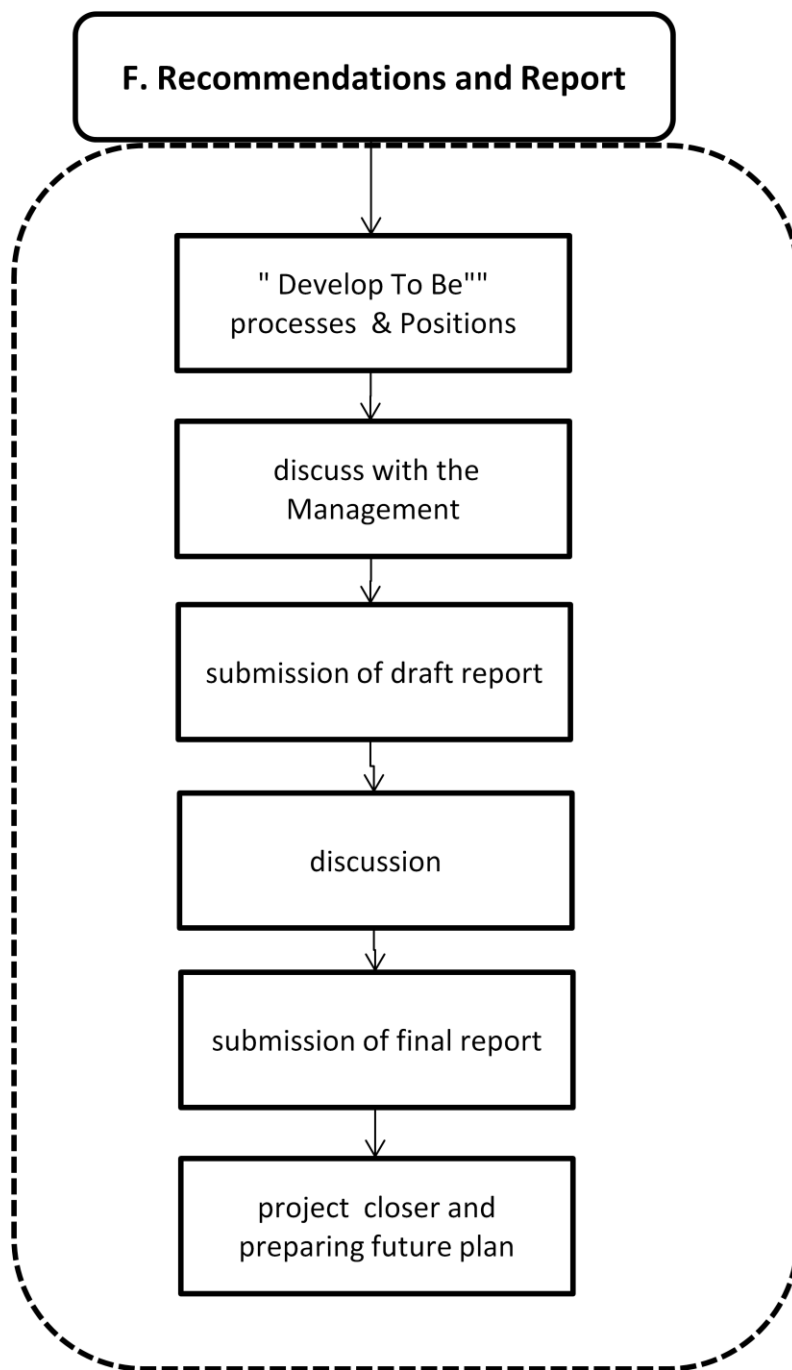 F. Recommendations and Report
" Develop To Be""
processes & Positions
discuss with the
Management
submission of draft report
discussion
submission of final report
project closer and
preparing future plan